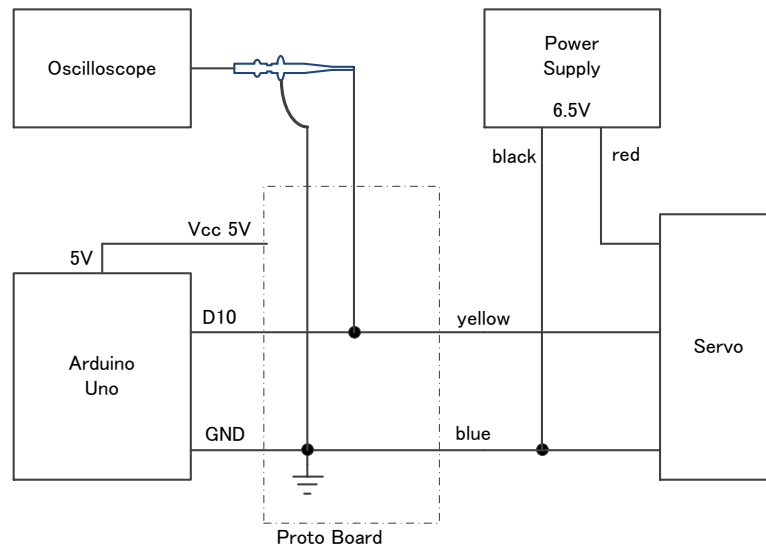 Oscilloscope
Power
Supply
6.5V
black
red
Vcc 5V
5V
D10
yellow
Arduino
Uno
Servo
GND
blue
Proto Board